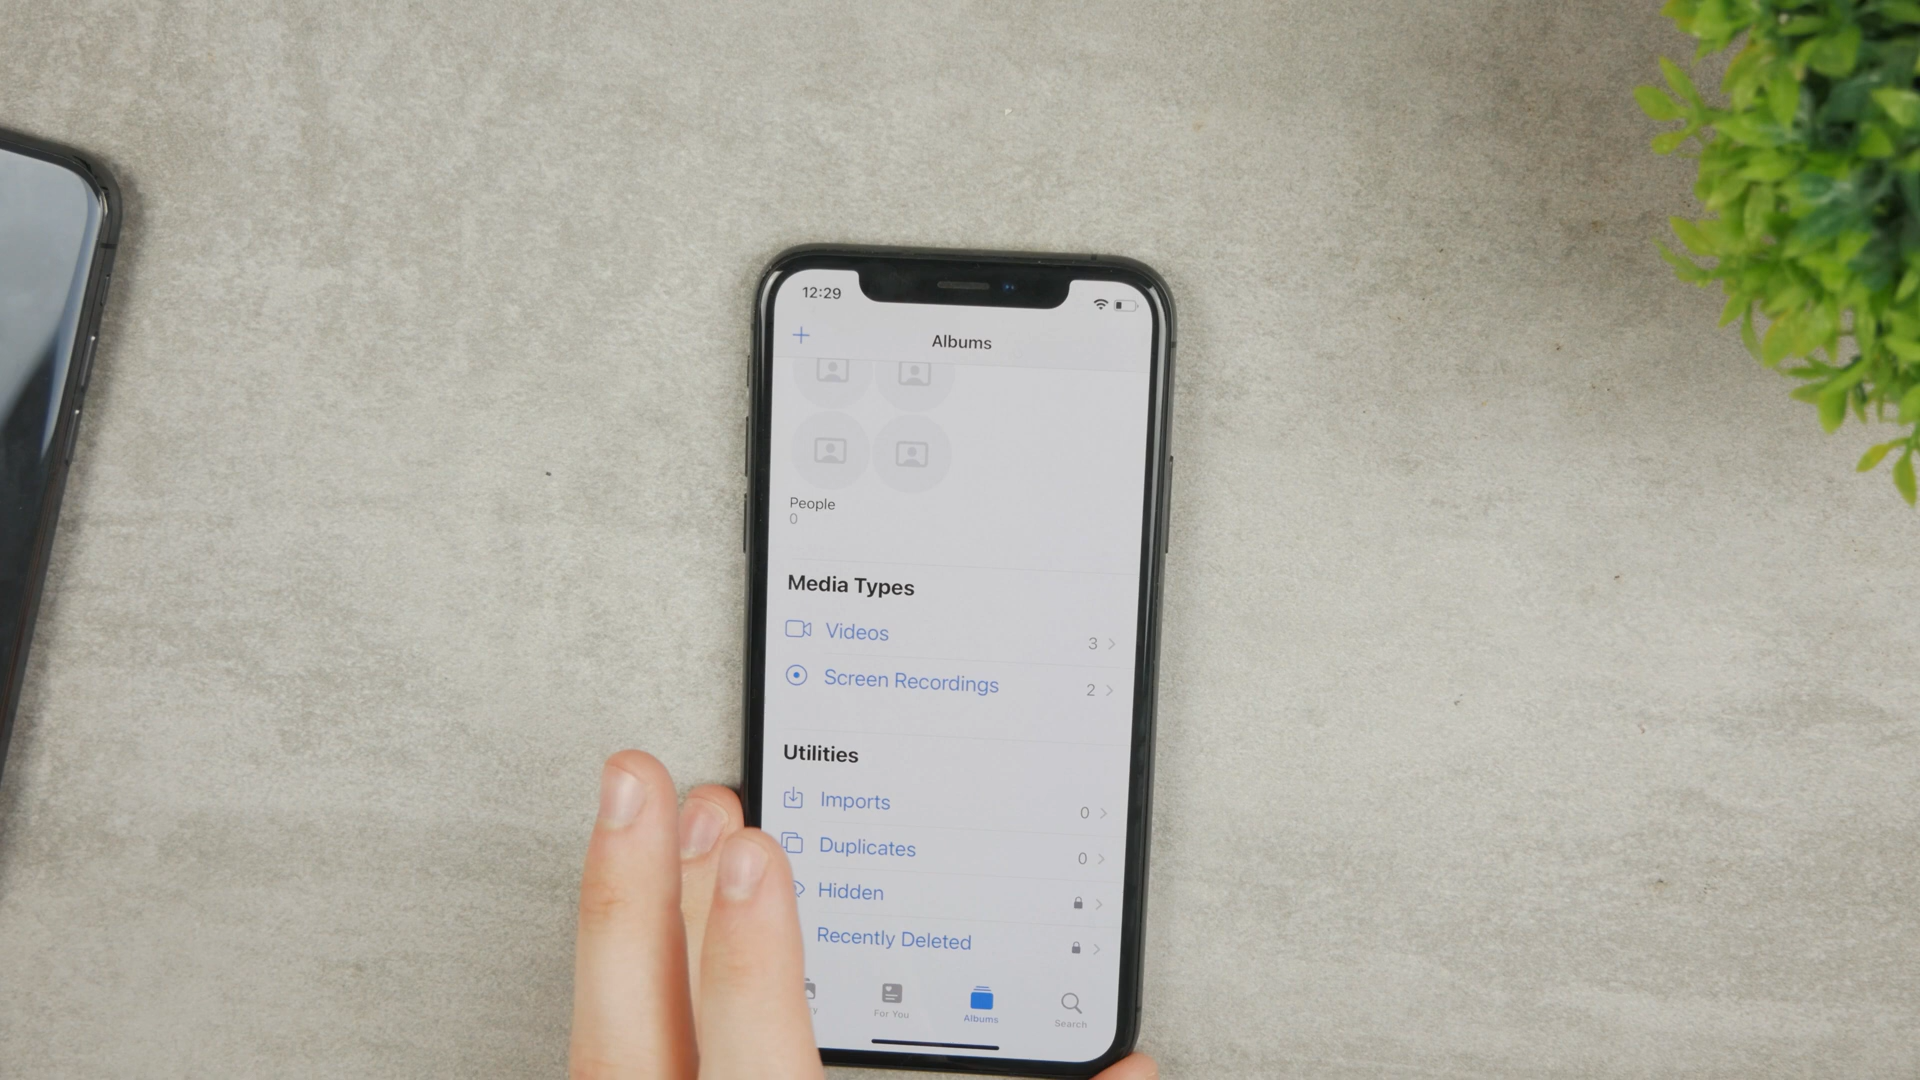 12:29
Albums
People
0
Media Types
Videos 3
Screen Recordings 2
Utilities
Imports 0
Duplicates 0
Hidden
Recently Deleted
For You Albums Search